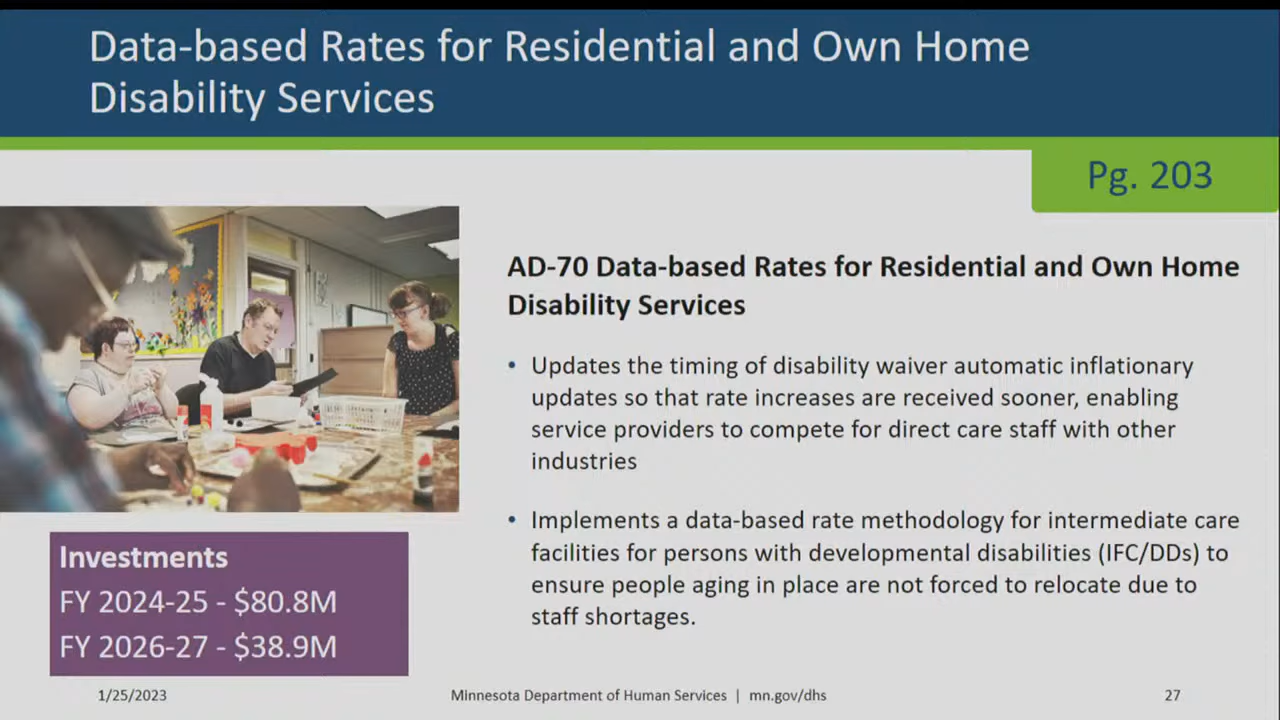 Data-based Rates for Residential and Own Home
Disability Services
Pg. 203
AD-70 Data-based Rates for Residential and Own Home
Disability Services
• Updates the timing of disability waiver automatic inflationary
updates so that rate increases are received sooner, enabling
service providers to compete for direct care staff with other
industries
• Implements a data-based rate methodology for intermediate care
facilities for persons with developmental disabilities (IFC/DDs) to
ensure people aging in place are not forced to relocate due to
staff shortages.
Investments
FY 2024-25 - $80.8M
FY 2026-27 - $38.9M
1/25/2023
Minnesota Department of Human Services | mn.gov/dhs
27